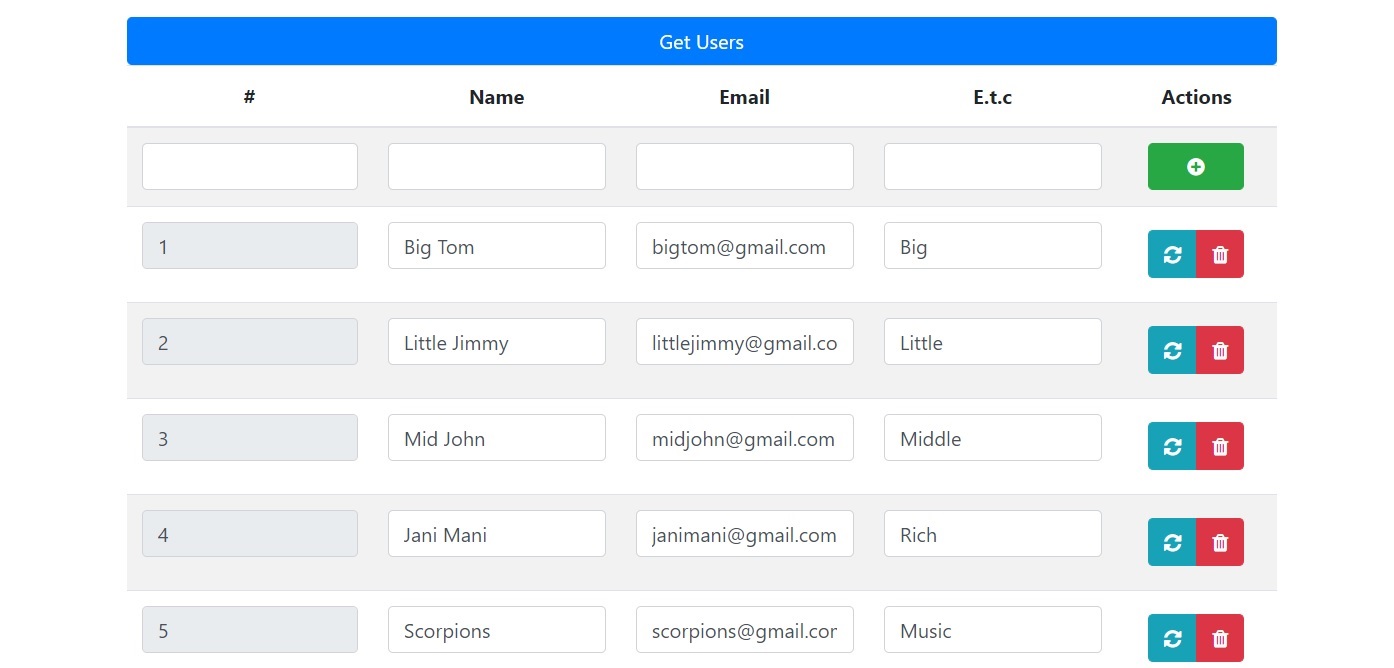 Get Users
# Name Email E.t.c Actions
1 Big Tom bigtom@gmail.com Big
2 Little Jimmy littlejimmy@gmail.co Little
3 Mid John midjohn@gmail.com Middle
4 Jani Mani janimani@gmail.com Rich
5 Scorpions scorpions@gmail.cor Music